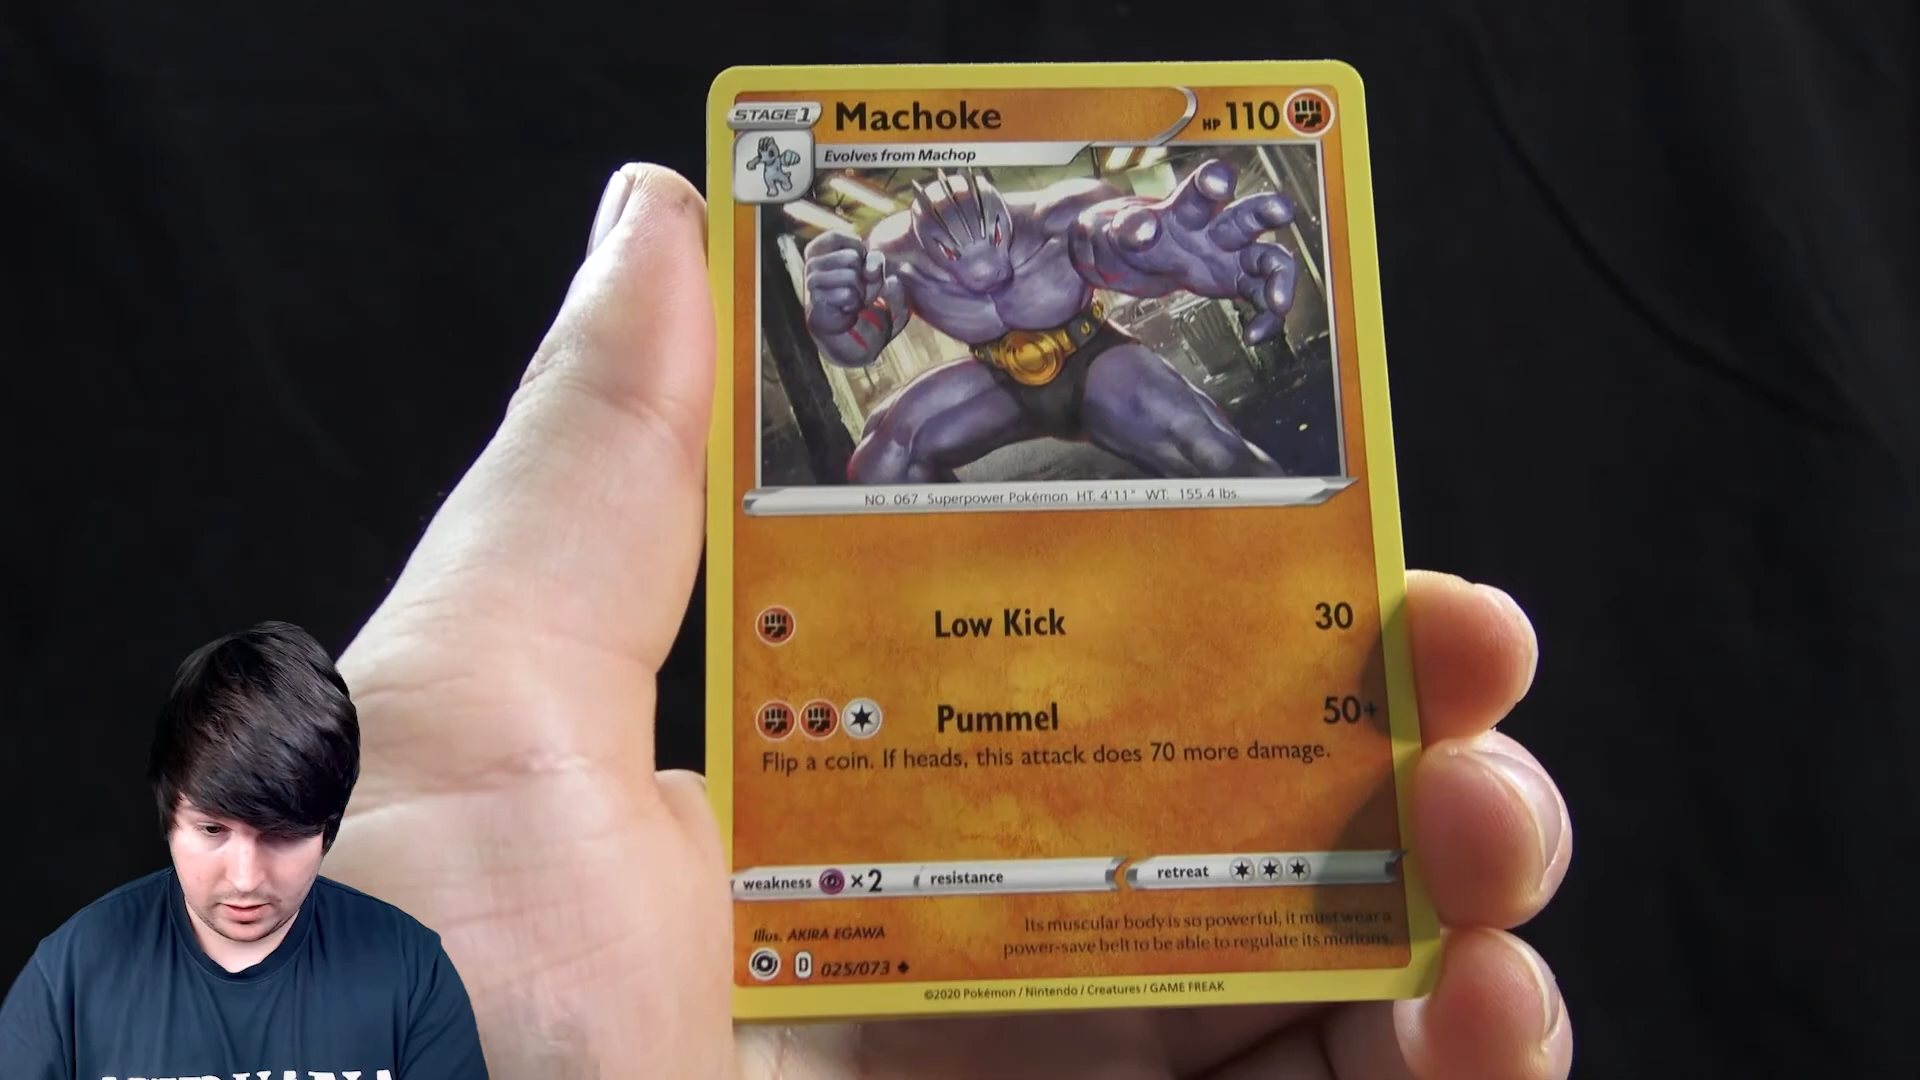 STAGE 1 Machoke HP 110
Evolves from Machop
NO. 067 Superpower Pokémon HT: 4'11" WT: 155.4 lbs.
Low Kick 30
Pummel 50+
Flip a coin. If heads, this attack does 70 more damage.
weakness ×2 resistance retreat
Illus. AKIRA EGAWA
Its muscular body is so powerful, it must wear a
power-save belt to be able to regulate its motions.
D 025/073
©2020 Pokémon / Nintendo / Creatures / GAME FREAK